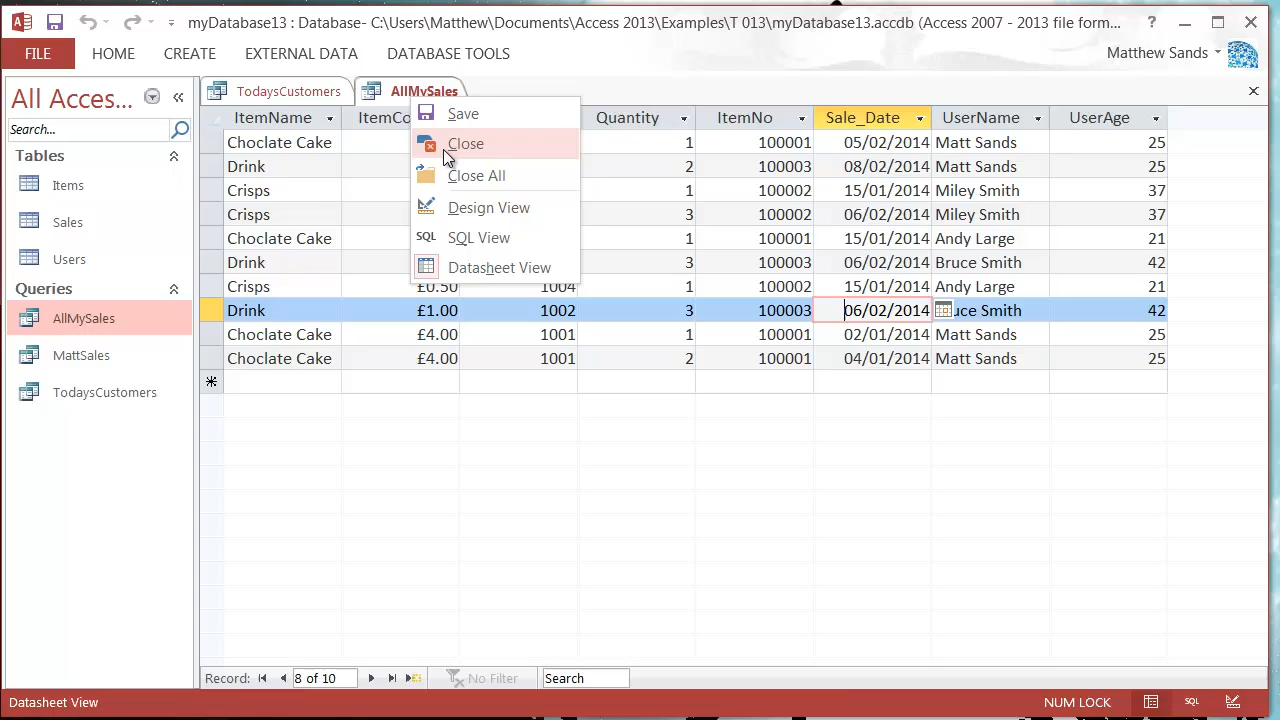 myDatabase13 : Database- C:\Users\Matthew\Documents\Access 2013\Examples\T 013\myDatabase13.accdb (Access 2007 - 2013 file form... ?
FILE HOME CREATE EXTERNAL DATA DATABASE TOOLS Matthew Sands
All Acces...
Search...
Tables
Items
Sales
Users
Queries
AllMySales
MattSales
TodaysCustomers
TodaysCustomers AllMySales
ItemName ItemCo Quantity ItemNo Sale_Date UserName UserAge
Choclate Cake 1 100001 05/02/2014 Matt Sands 25
Drink 2 100003 08/02/2014 Matt Sands 25
Crisps 1 100002 15/01/2014 Miley Smith 37
Crisps 3 100002 06/02/2014 Miley Smith 37
Choclate Cake 1 100001 15/01/2014 Andy Large 21
Drink 3 100003 06/02/2014 Bruce Smith 42
Crisps £0.50 1004 1 100002 15/01/2014 Andy Large 21
Drink £1.00 1002 3 100003 06/02/2014 uce Smith 42
Choclate Cake £4.00 1001 1 100001 02/01/2014 Matt Sands 25
Choclate Cake £4.00 1001 2 100001 04/01/2014 Matt Sands 25
Save
Close
Close All
Design View
SQL SQL View
Datasheet View
Record: 8 of 10 No Filter Search
Datasheet View NUM LOCK SQL